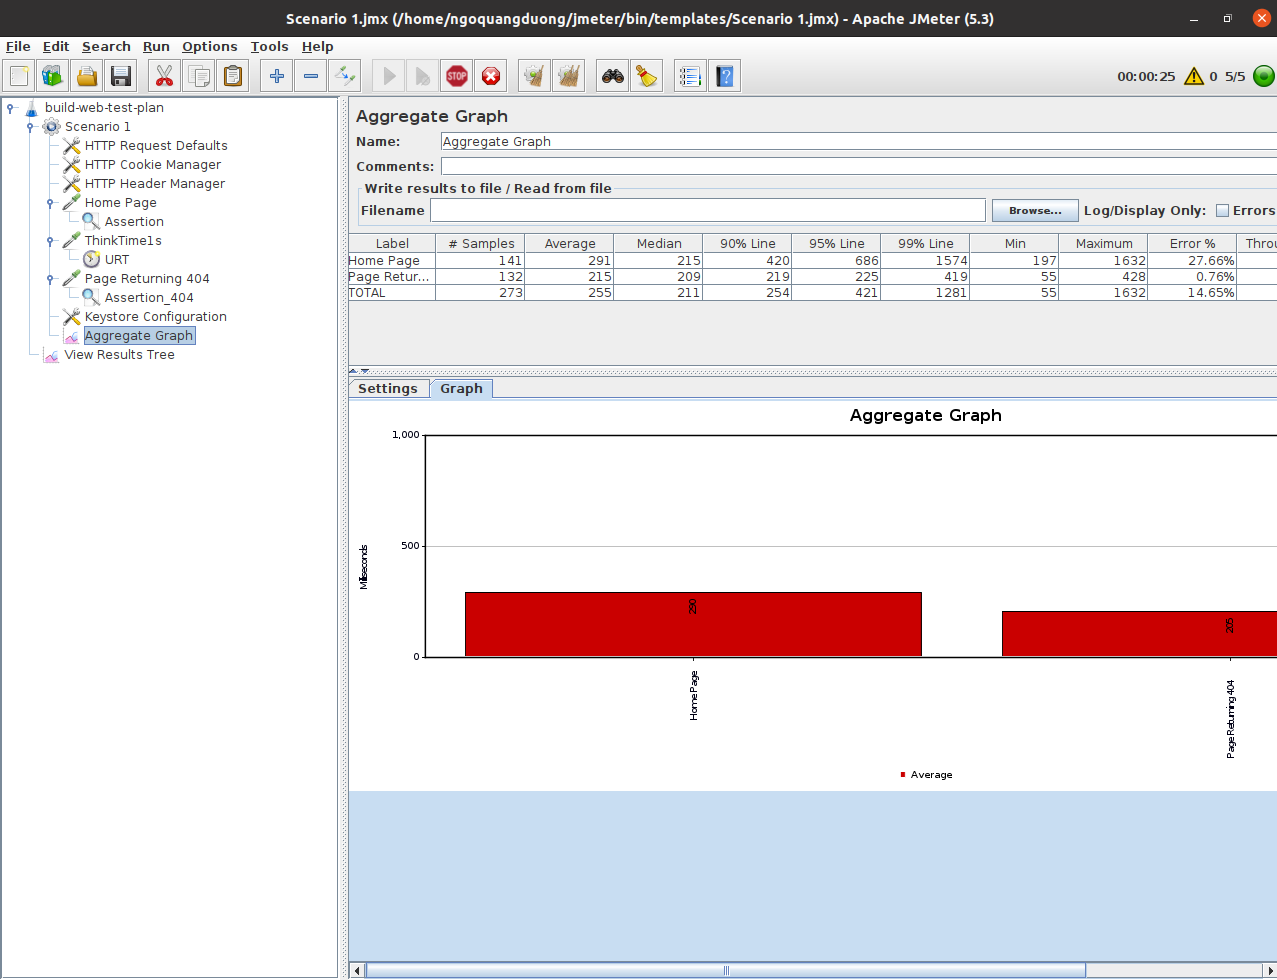 Scenario 1.jmx (/home/ngoquangduong/jmeter/bin/templates/Scenario 1.jmx) - Apache JMeter (5.3)
File Edit Search Run Options Tools Help
STOP
00:00:25 0 5/5
build-web-test-plan
Scenario 1
HTTP Request Defaults
HTTP Cookie Manager
HTTP Header Manager
Home Page
Assertion
ThinkTime1s
URT
Page Returning 404
Assertion_404
Keystore Configuration
Aggregate Graph
View Results Tree
Aggregate Graph
Name: Aggregate Graph
Comments:
Write results to file / Read from file
Filename Browse... Log/Display Only: Errors
Label # Samples Average Median 90% Line 95% Line 99% Line Min Maximum Error % Throu
Home Page 141 291 215 420 686 1574 197 1632 27.66%
Page Retur... 132 215 209 219 225 419 55 428 0.76%
TOTAL 273 255 211 254 421 1281 55 1632 14.65%
Settings Graph
Aggregate Graph
1,000
500
0
Milliseconds
290
205
Home Page
Page Returning 404
Average